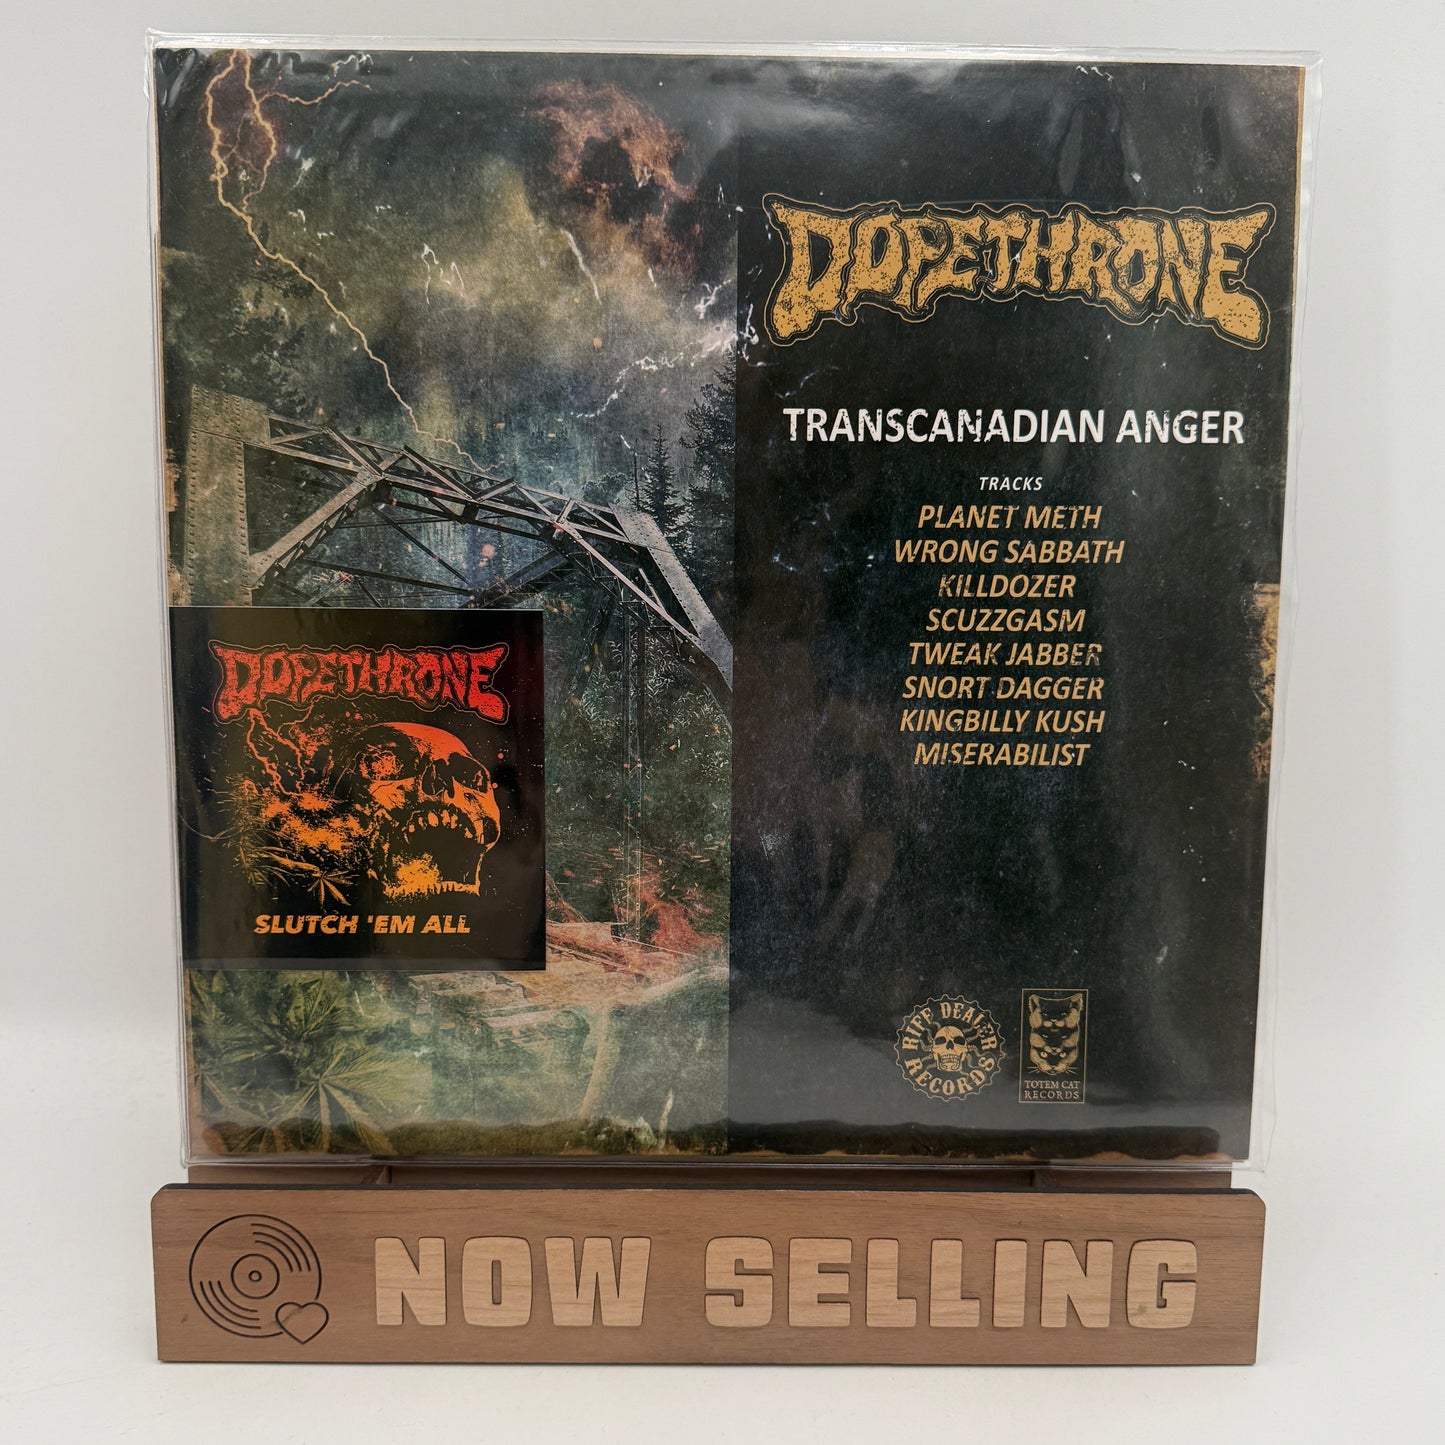 DOPETHRONE
TRANSCANADIAN ANGER
TRACKS
PLANET METH
WRONG SABBATH
KILLDOZER
SCUZZGASM
TWEAK JABBER
SNORT DAGGER
KINGBILLY KUSH
MISERABILIST
DOPETHRONE
SLUTCH 'EM ALL
RIFF DEALER
RECORDS
TOTEM CAT
RECORDS
NOW SELLING